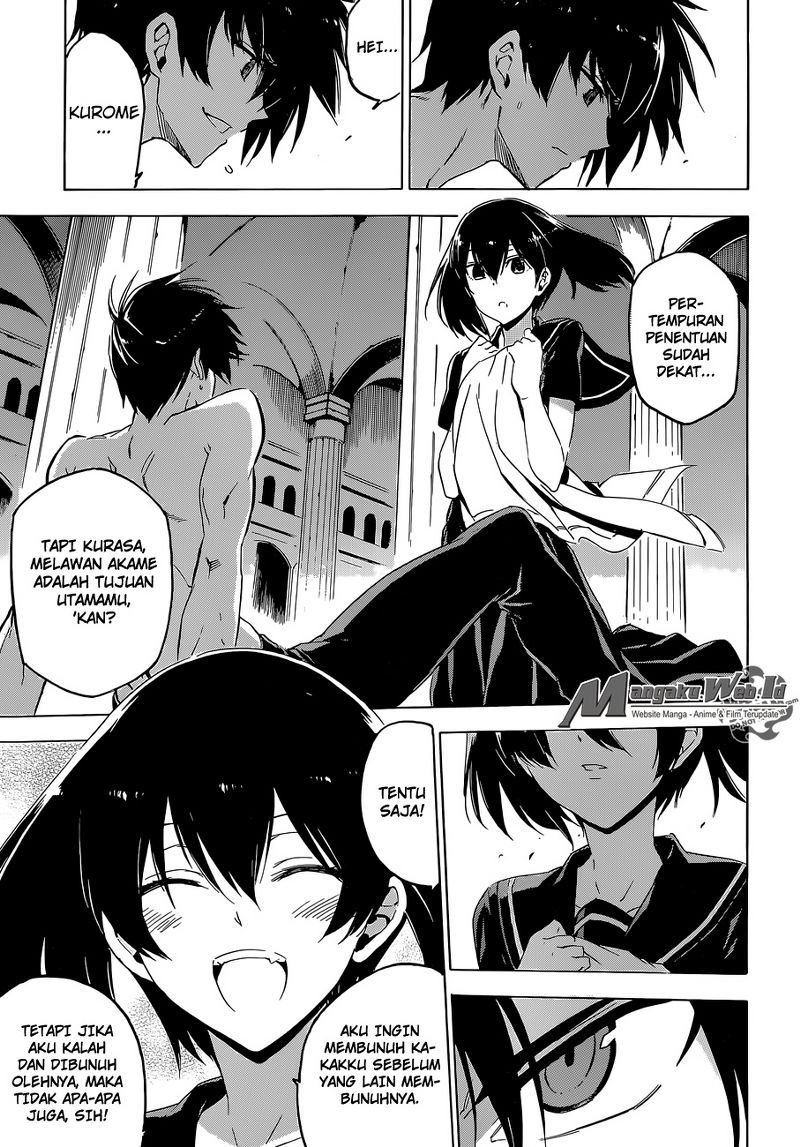 HEI...
KUROME
...
PER-
TEMPURAN
PENENTUAN
SUDAH
DEKAT...
TAPI KURASA,
MELAWAN AKAME
ADALAH TUJUAN
UTAMAMU,
'KAN?
Mangaku.Web.Id
Website Manga - Anime & Film Terupdate
TENTU
SAJA!
AKU INGIN
MEMBUNUH KA-
KAKKU SEBELUM
YANG LAIN MEM-
BUNUHNYA.
TETAPI JIKA
AKU KALAH
DAN DIBUNUH
OLEHNYA, MAKA
TIDAK APA-APA
JUGA, SIH!